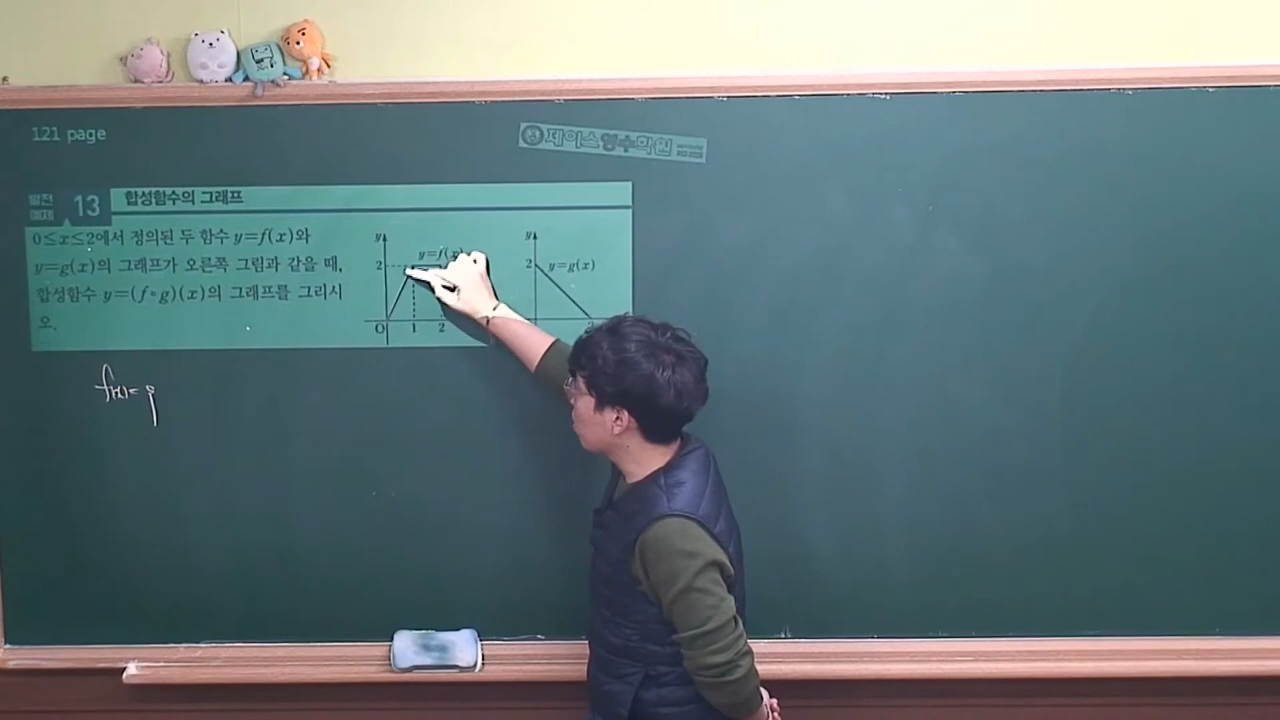 121 page
제이스영수학원
발전
예제
13
합성함수의 그래프
0≤x≤2에서 정의된 두 함수 y=f(x)와
y=g(x)의 그래프가 오른쪽 그림과 같을 때,
합성함수 y=(f∘g)(x)의 그래프를 그리시
오.
y
y=f(x)
2
O 1 2
y
2 y=g(x)
2
f(x)=